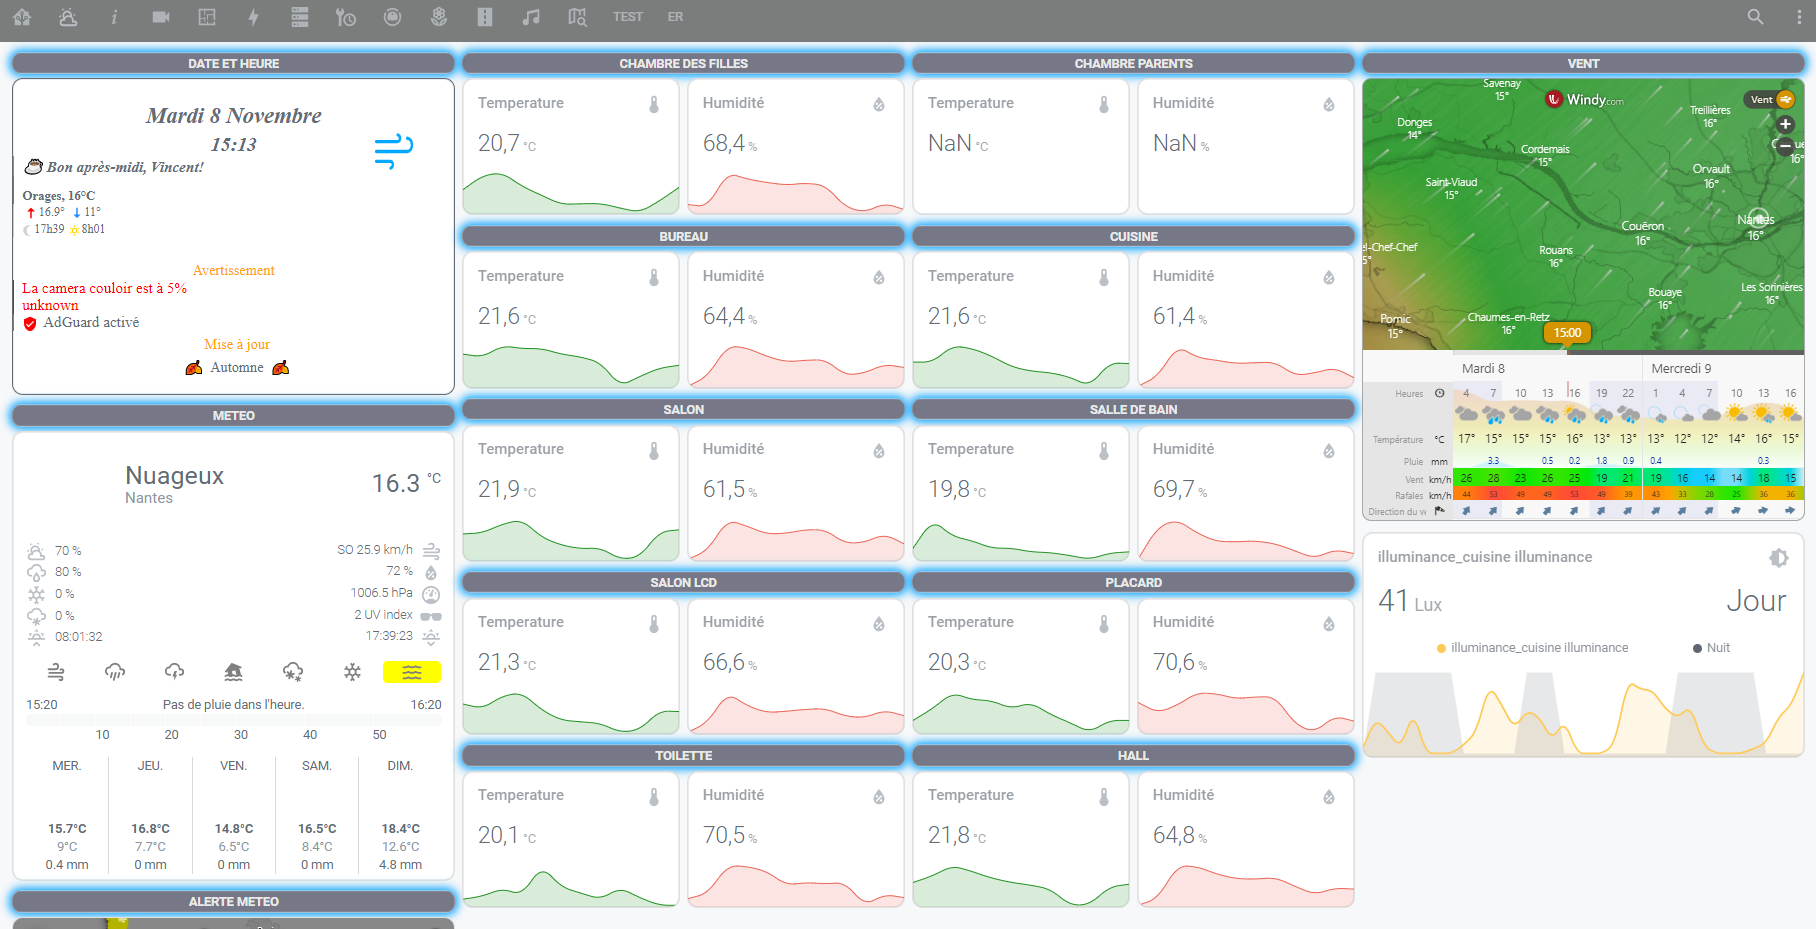 TEST ER
DATE ET HEURE
Mardi 8 Novembre
15:13
Bon après-midi, Vincent!
Orages, 16°C
16.9° 11°
17h39 8h01
Avertissement
La camera couloir est à 5%
unknown
AdGuard activé
Mise à jour
Automne
METEO
Nuageux
Nantes
16.3 °C
70 %
80 %
0 %
0 %
08:01:32
SO 25.9 km/h
72 %
1006.5 hPa
2 UV index
17:39:23
15:20 Pas de pluie dans l'heure. 16:20
10 20 30 40 50
MER. JEU. VEN. SAM. DIM.
15.7°C 16.8°C 14.8°C 16.5°C 18.4°C
9°C 7.7°C 6.5°C 8.4°C 12.6°C
0.4 mm 0 mm 0 mm 0 mm 4.8 mm
ALERTE METEO
CHAMBRE DES FILLES
Temperature Humidité
20,7 °C 68,4 %
BUREAU
Temperature Humidité
21,6 °C 64,4 %
SALON
Temperature Humidité
21,9 °C 61,5 %
SALON LCD
Temperature Humidité
21,3 °C 66,6 %
TOILETTE
Temperature Humidité
20,1 °C 70,5 %
CHAMBRE PARENTS
Temperature Humidité
NaN °C NaN %
CUISINE
Temperature Humidité
21,6 °C 61,4 %
SALLE DE BAIN
Temperature Humidité
19,8 °C 69,7 %
PLACARD
Temperature Humidité
20,3 °C 70,6 %
HALL
Temperature Humidité
21,8 °C 64,8 %
VENT
Savenay
15°
Windy.com
Vent
Treillières
16°
Donges
14°
Cordemais
15°
16°
Orvault
16°
Saint-Viaud
15°
Nantes
16°
Couëron
16°
l-Chef-Chef
5°
Rouans
16°
Bouaye
16°
Les Sorinières
16°
Pornic
15°
Chaumes-en-Retz
16°
15:00
Mardi 8 Mercredi 9
Heures 4 7 10 13 16 19 22 1 4 7 10 13 16
Température °C 17° 15° 15° 15° 16° 13° 13° 13° 12° 12° 14° 16° 15°
Pluie mm 3.3 0.5 0.2 1.8 0.9 0.4 0.3
Vent km/h 26 28 23 26 25 19 21 19 16 14 14 18 15
Rafales km/h 44 53 49 49 53 49 39 43 33 28 25 36 36
Direction du v
illuminance_cuisine illuminance
41 Lux Jour
illuminance_cuisine illuminance Nuit